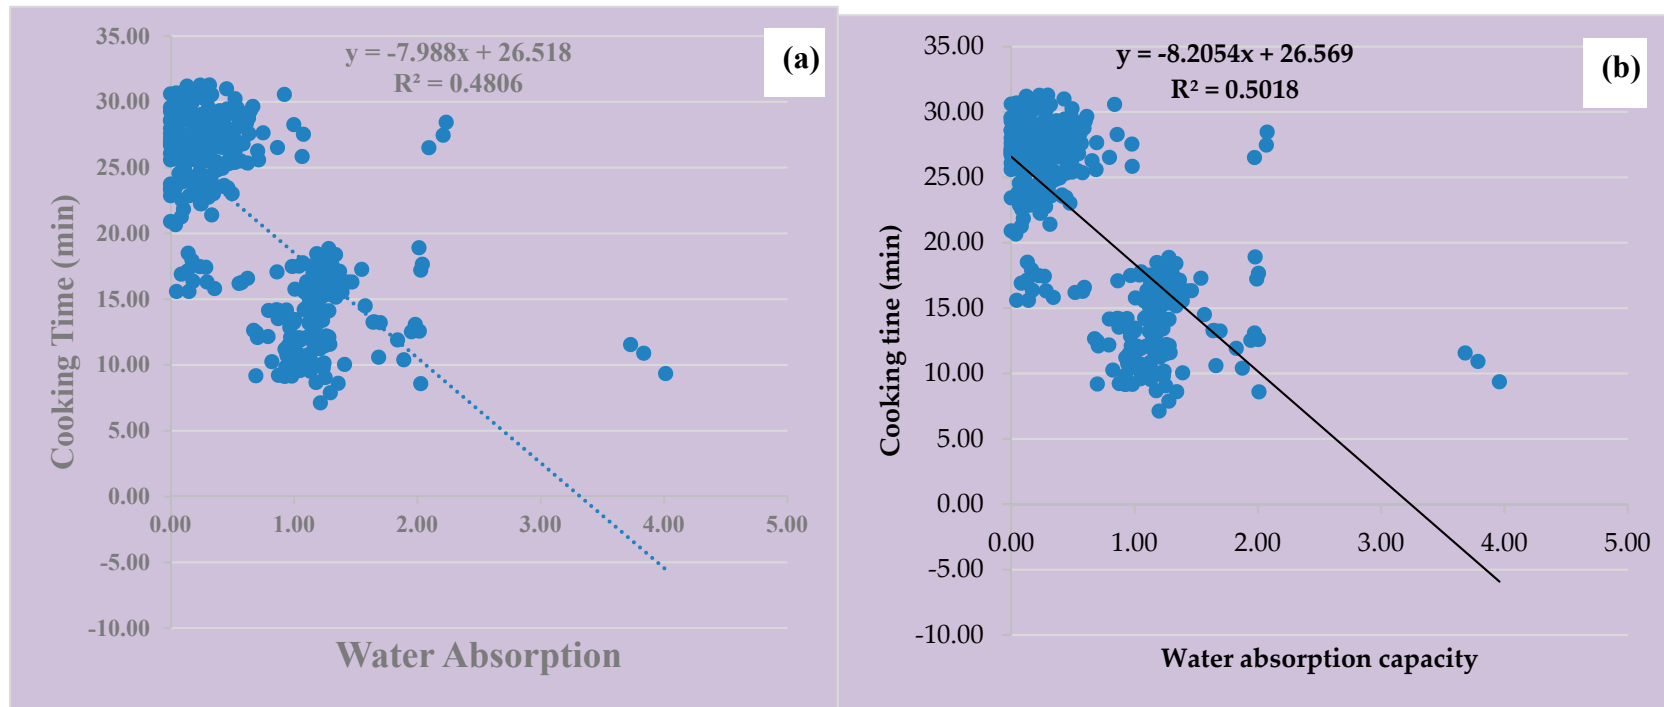 35.00
30.00
25.00
20.00
15.00
10.00
5.00
0.00
-5.00
-10.00
Cooking Time (min)
y = -7.988x + 26.518
R² = 0.4806
(a)
0.00 1.00 2.00 3.00 4.00 5.00
Water Absorption
35.00
30.00
25.00
20.00
15.00
10.00
5.00
0.00
-5.00
-10.00
Cooking tine (min)
y = -8.2054x + 26.569
R² = 0.5018
(b)
0.00 1.00 2.00 3.00 4.00 5.00
Water absorption capacity